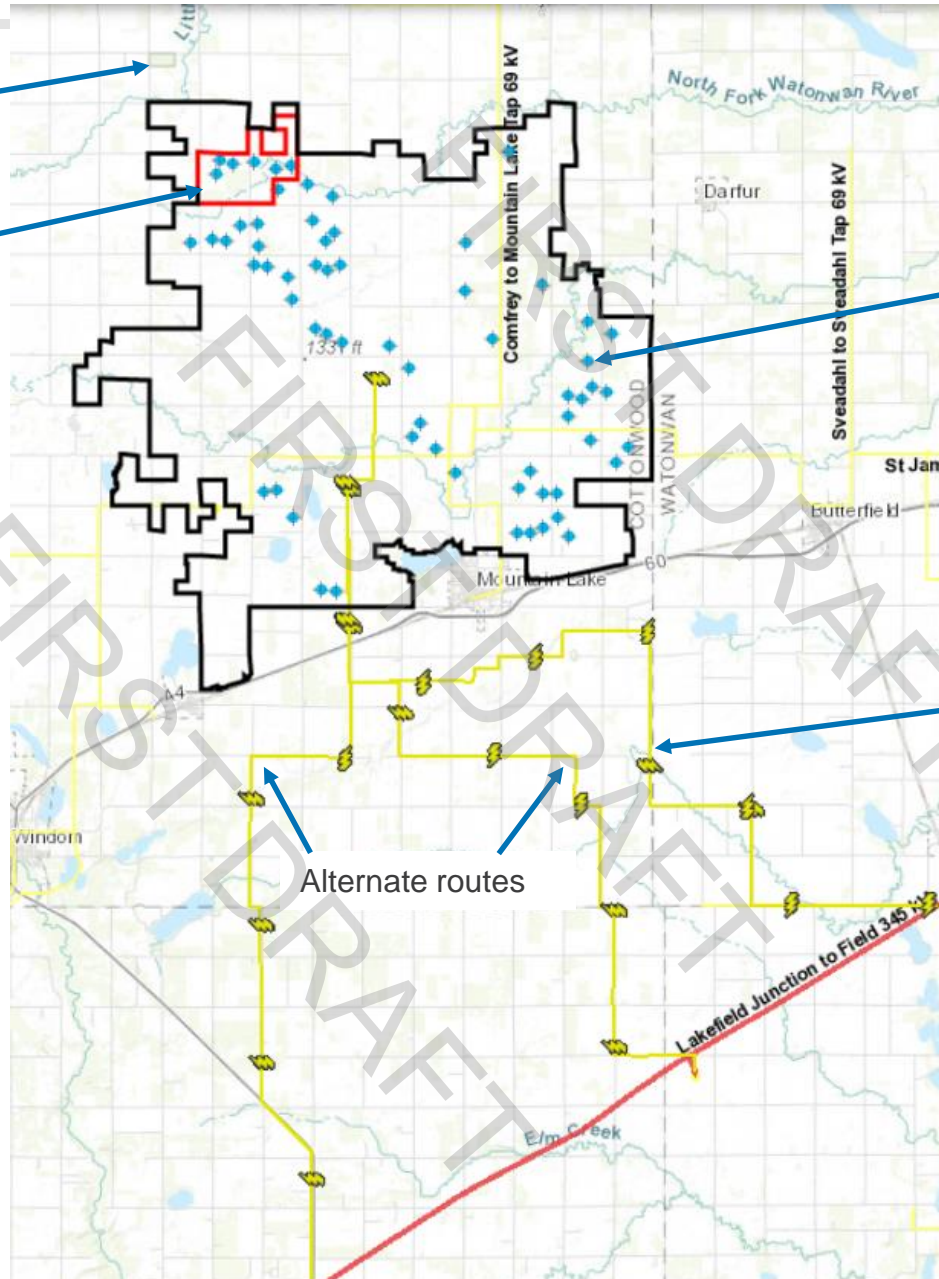 Littl
North Fork Watonwan River
Comfrey to Mountain Lake Tap 69 kV
Darfur
Sveadahl to Sveadahl Tap 69 kV
1331 ft
COTTONWOOD
WATONWAN
St Jam
Butterfield
60
Mountain Lake
44
Windom
Alternate routes
Lakefield Junction to Field 345
Elm Creek
FIRST DRAFT
FIRST DRAFT
FIRST DRAFT